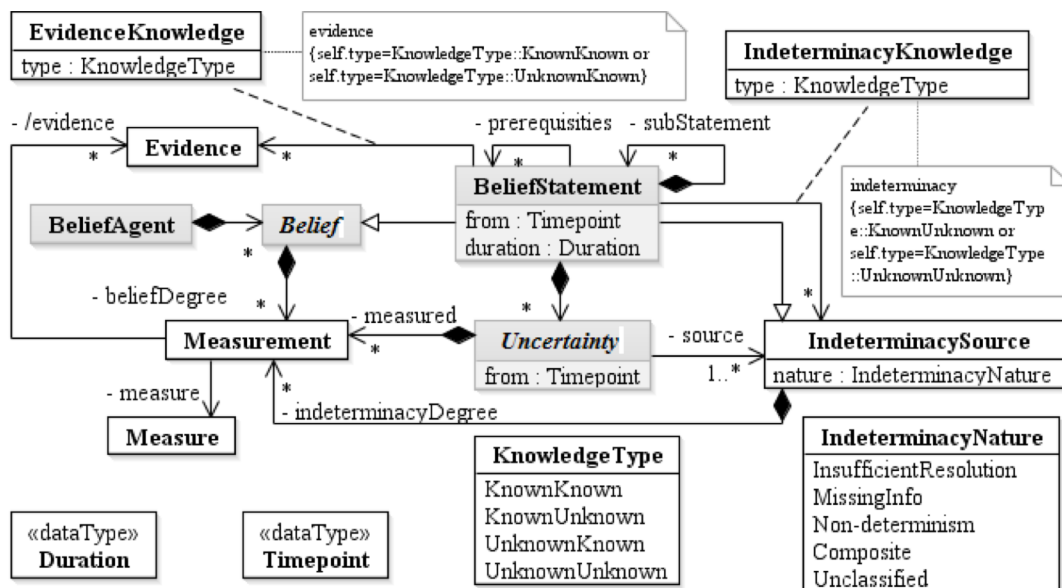 EvidenceKnowledge
type : KnowledgeType
evidence
{self.type=KnowledgeType::KnownKnown or
self.type=KnowledgeType::UnknownKnown}
IndeterminacyKnowledge
type : KnowledgeType
- /evidence
*
Evidence
*
- prerequisities
*
- subStatement
*
BeliefStatement
from : Timepoint
duration : Duration
indeterminacy
{self.type=KnowledgeTyp
e::KnownUnknown or
self.type=KnowledgeType
::UnknownUnknown}
BeliefAgent
*
Belief
- beliefDegree
*
*
*
Measurement
- measured
*
Uncertainty
from : Timepoint
- source
1..*
IndeterminacySource
nature : IndeterminacyNature
- measure
*
- indeterminacyDegree
Measure
KnowledgeType
KnownKnown
KnownUnknown
UnknownKnown
UnknownUnknown
IndeterminacyNature
InsufficientResolution
MissingInfo
Non-determinism
Composite
Unclassified
«dataType»
Duration
«dataType»
Timepoint